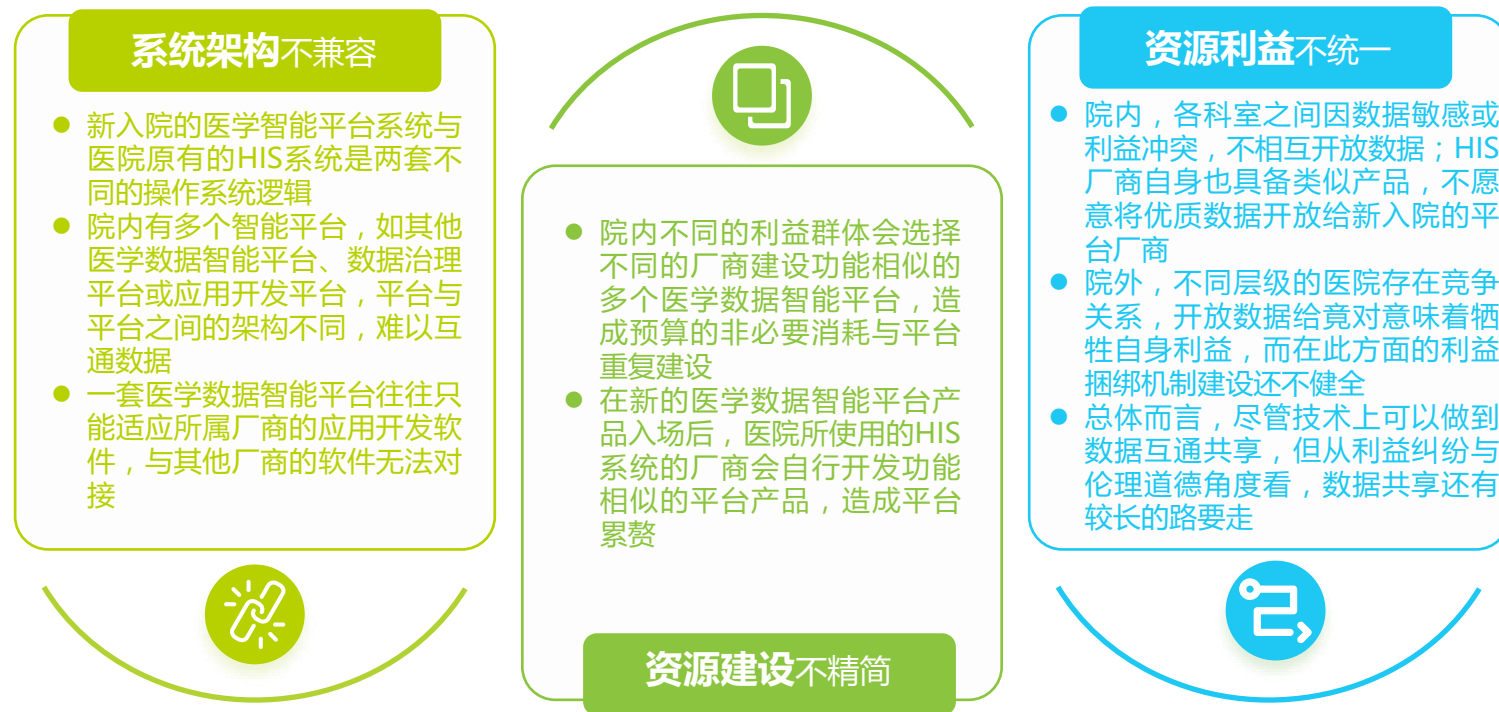 系统架构不兼容
新入院的医学智能平台系统与
医院原有的HIS系统是两套不
同的操作系统逻辑
院内有多个智能平台，如其他
医学数据智能平台、数据治理
平台或应用开发平台，平台与
平台之间的架构不同，难以互
通数据
一套医学数据智能平台往往只
能适应所属厂商的应用开发软
件，与其他厂商的软件无法对
接
院内不同的利益群体会选择
不同的厂商建设功能相似的
多个医学数据智能平台，造
成预算的非必要消耗与平台
重复建设
在新的医学数据智能平台产
品入场后，医院所使用的HIS
系统的厂商会自行开发功能
相似的平台产品，造成平台
累赘
资源建设不精简
资源利益不统一
院内，各科室之间因数据敏感或
利益冲突，不相互开放数据；HIS
厂商自身也具备类似产品，不愿
意将优质数据开放给新入院的平
台厂商
院外，不同层级的医院存在竞争
关系，开放数据给竟对意味着牺
牲自身利益，而在此方面的利益
捆绑机制建设还不健全
总体而言，尽管技术上可以做到
数据互通共享，但从利益纠纷与
伦理道德角度看，数据共享还有
较长的路要走